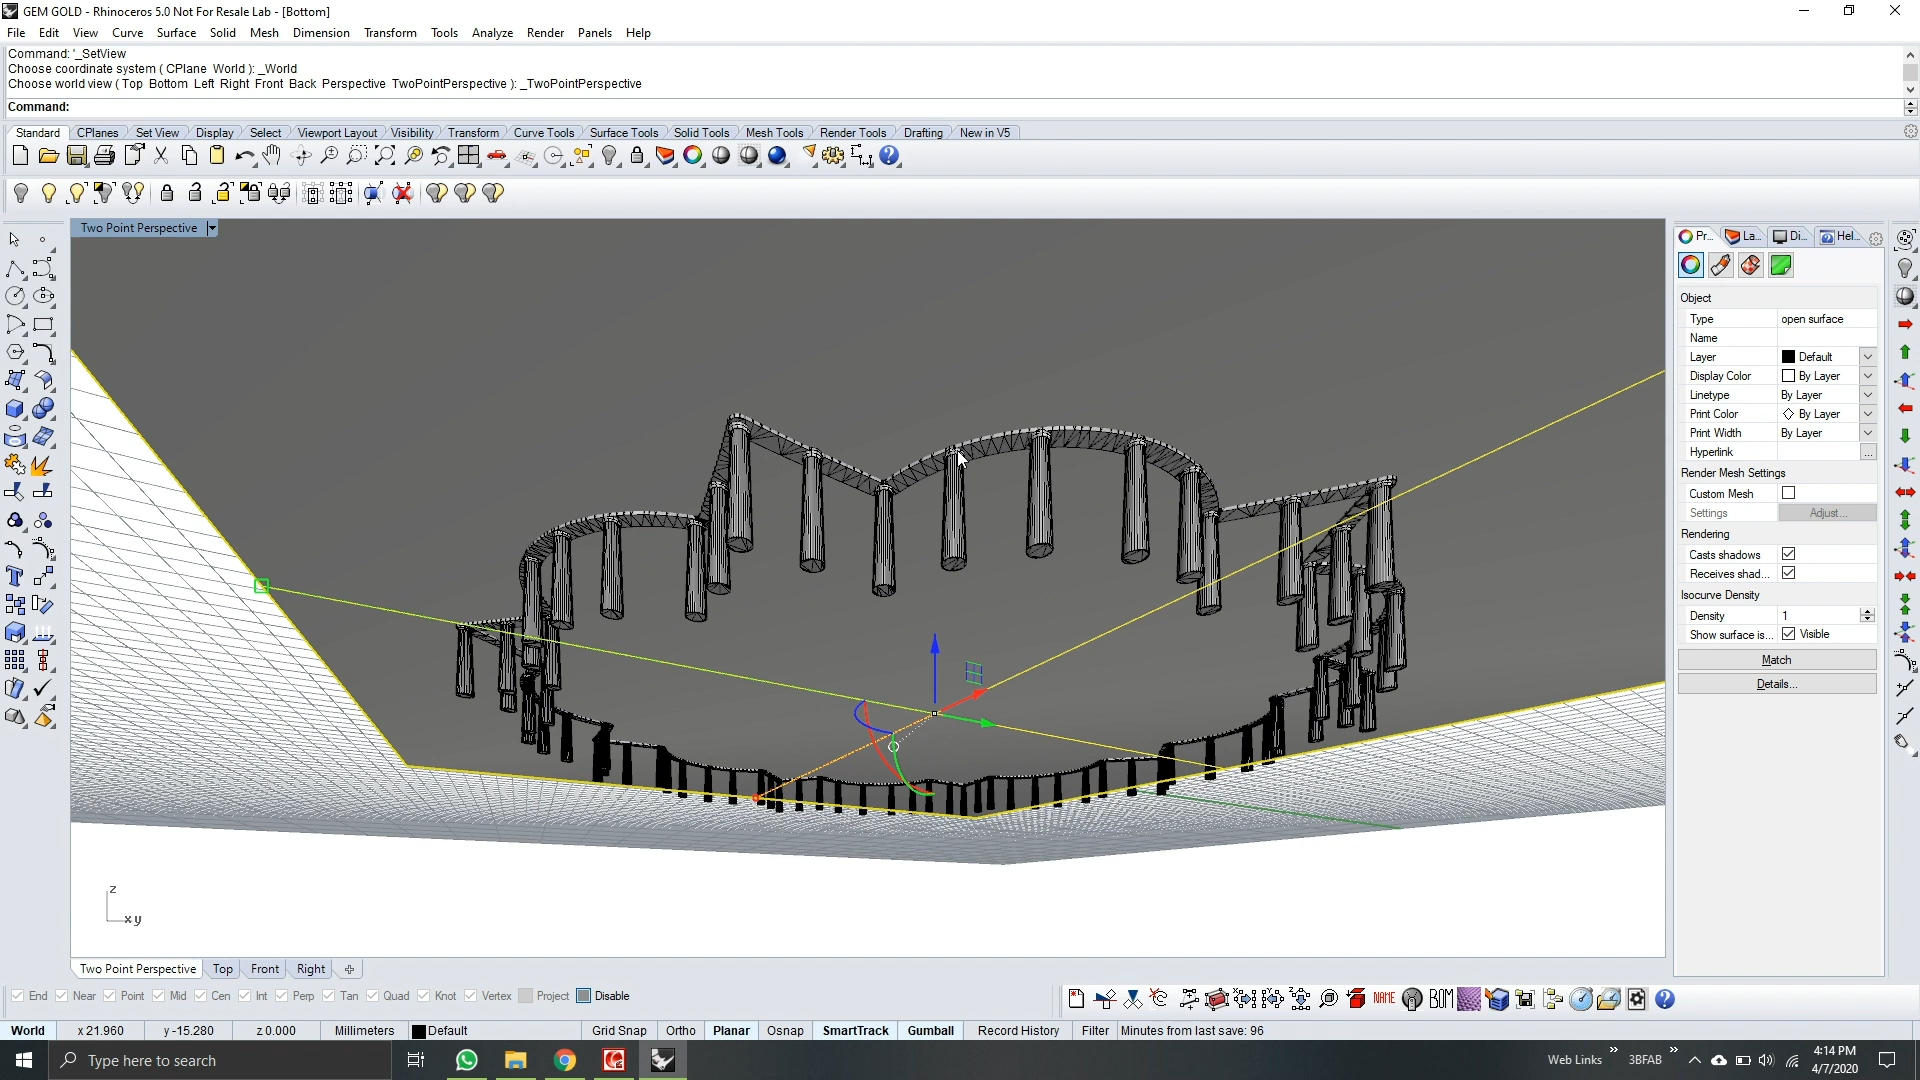 GEM GOLD - Rhinoceros 5.0 Not For Resale Lab - [Bottom]
File Edit View Curve Surface Solid Mesh Dimension Transform Tools Analyze Render Panels Help
Command: '_SetView
Choose coordinate system ( CPlane World ): _World
Choose world view ( Top Bottom Left Right Front Back Perspective TwoPointPerspective ): _TwoPointPerspective
Command:
Standard CPlanes Set View Display Select Viewport Layout Visibility Transform Curve Tools Surface Tools Solid Tools Mesh Tools Render Tools Drafting New in V5
Two Point Perspective
Pr... La... Di... Hel...
Object
Type open surface
Name
Layer Default
Display Color By Layer
Linetype By Layer
Print Color By Layer
Print Width By Layer
Hyperlink ...
Render Mesh Settings
Custom Mesh
Settings Adjust...
Rendering
Casts shadows
Receives shad...
Isocurve Density
Density 1
Show surface is... Visible
Match
Details...
z
x y
Two Point Perspective Top Front Right
End Near Point Mid Cen Int Perp Tan Quad Knot Vertex Project Disable
NAME BOM
World x 21.960 y -15.280 z 0.000 Millimeters Default Grid Snap Ortho Planar Osnap SmartTrack Gumball Record History Filter Minutes from last save: 96
Type here to search
Web Links » 3BFAB »
4:14 PM
4/7/2020